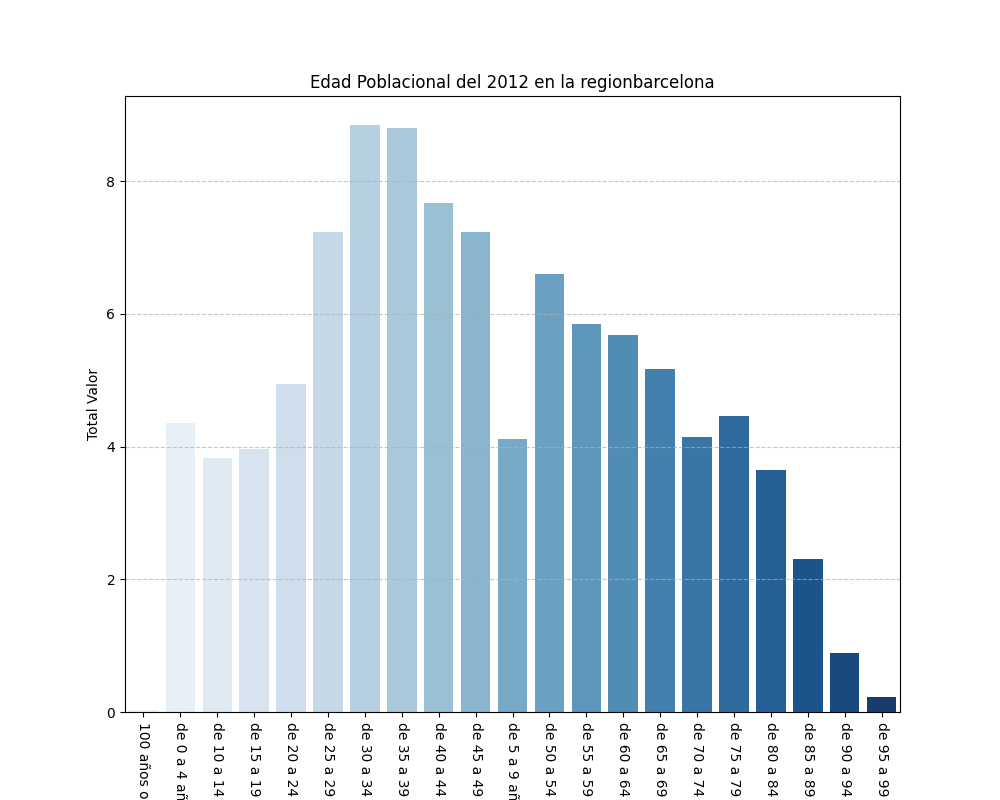 Edad Poblacional del 2012 en la regionbarcelona
Total Valor
8
6
4
2
0
100 años o
de 0 a 4 añ
de 10 a 14
de 15 a 19
de 20 a 24
de 25 a 29
de 30 a 34
de 35 a 39
de 40 a 44
de 45 a 49
de 5 a 9 añ
de 50 a 54
de 55 a 59
de 60 a 64
de 65 a 69
de 70 a 74
de 75 a 79
de 80 a 84
de 85 a 89
de 90 a 94
de 95 a 99